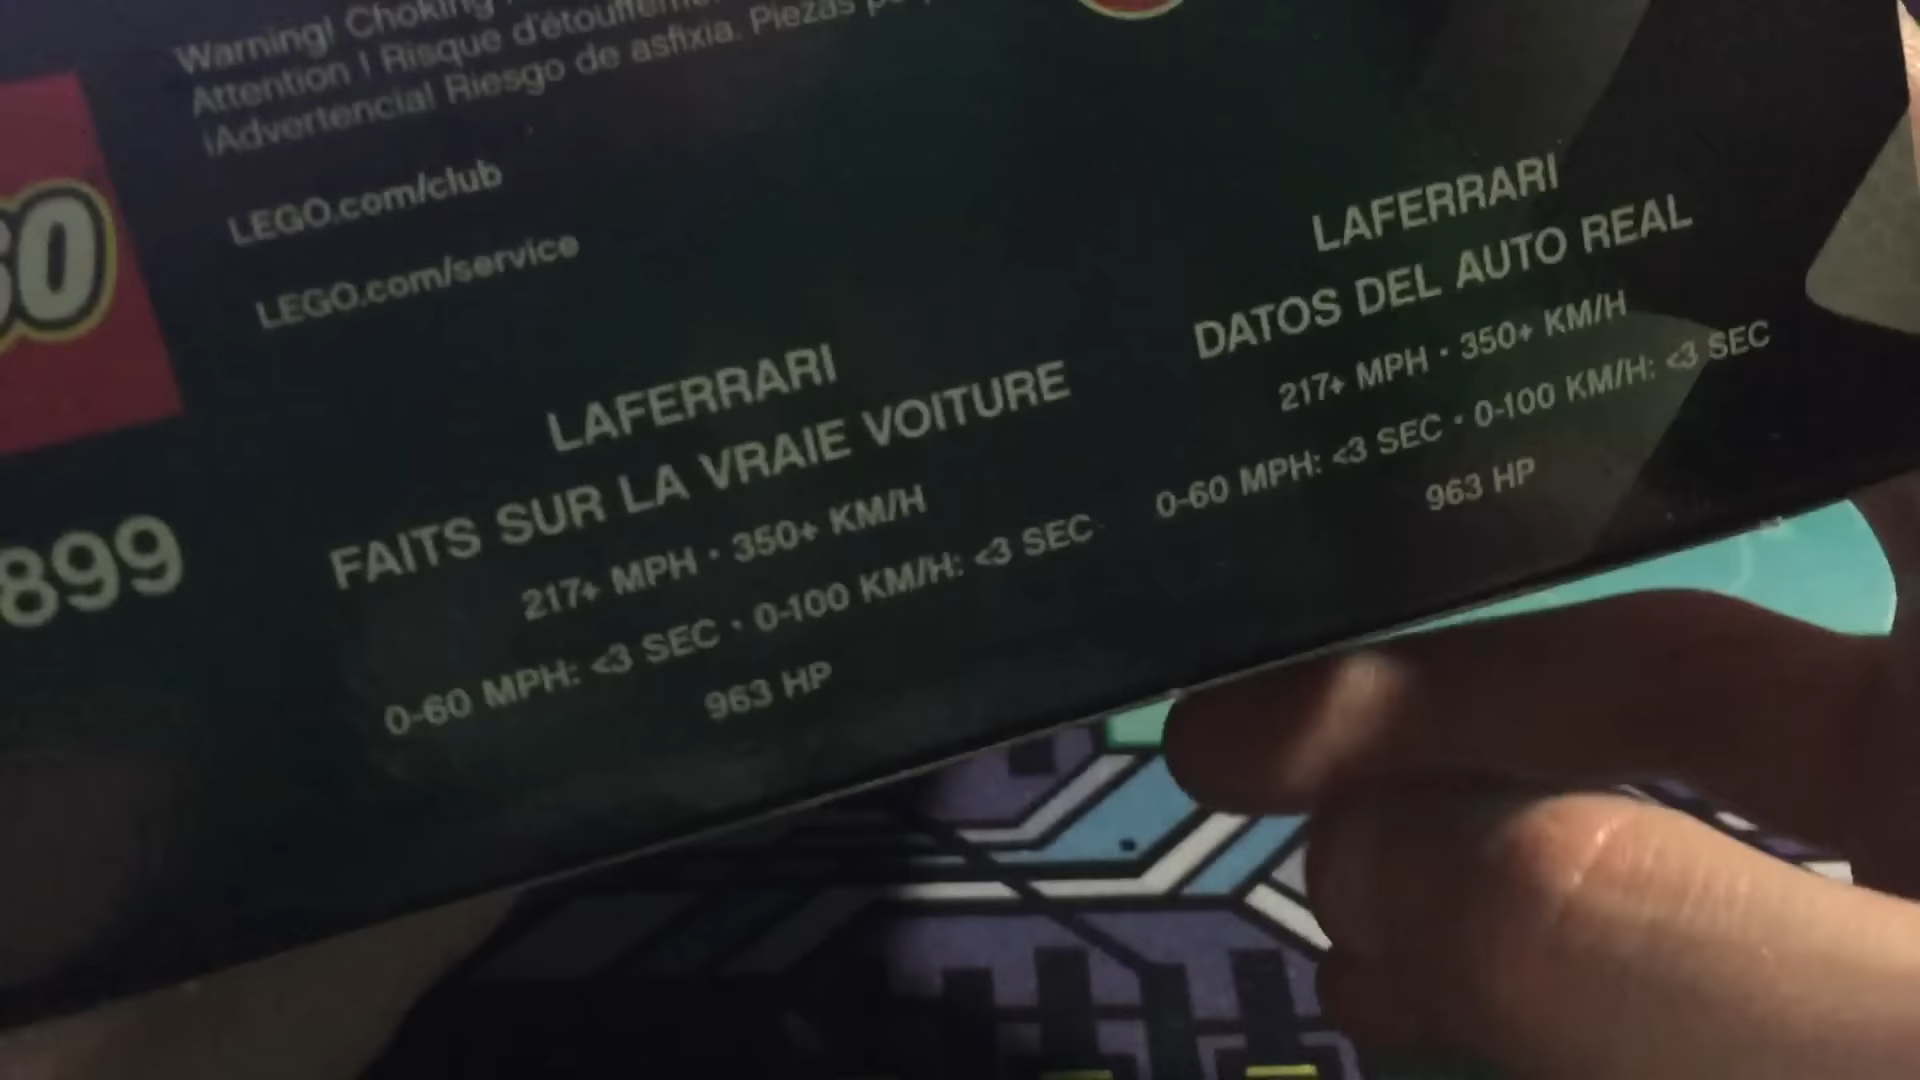 Warning! Choking
Attention ! Risque d'étouffeme
¡Advertencia! Riesgo de asfixia. Piezas
LEGO.com/club
LEGO.com/service
GO
899
LAFERRARI
FAITS SUR LA VRAIE VOITURE
217+ MPH · 350+ KM/H
0-60 MPH: <3 SEC · 0-100 KM/H: <3 SEC
963 HP
LAFERRARI
DATOS DEL AUTO REAL
217+ MPH · 350+ KM/H
0-60 MPH: <3 SEC · 0-100 KM/H: <3 SEC
963 HP